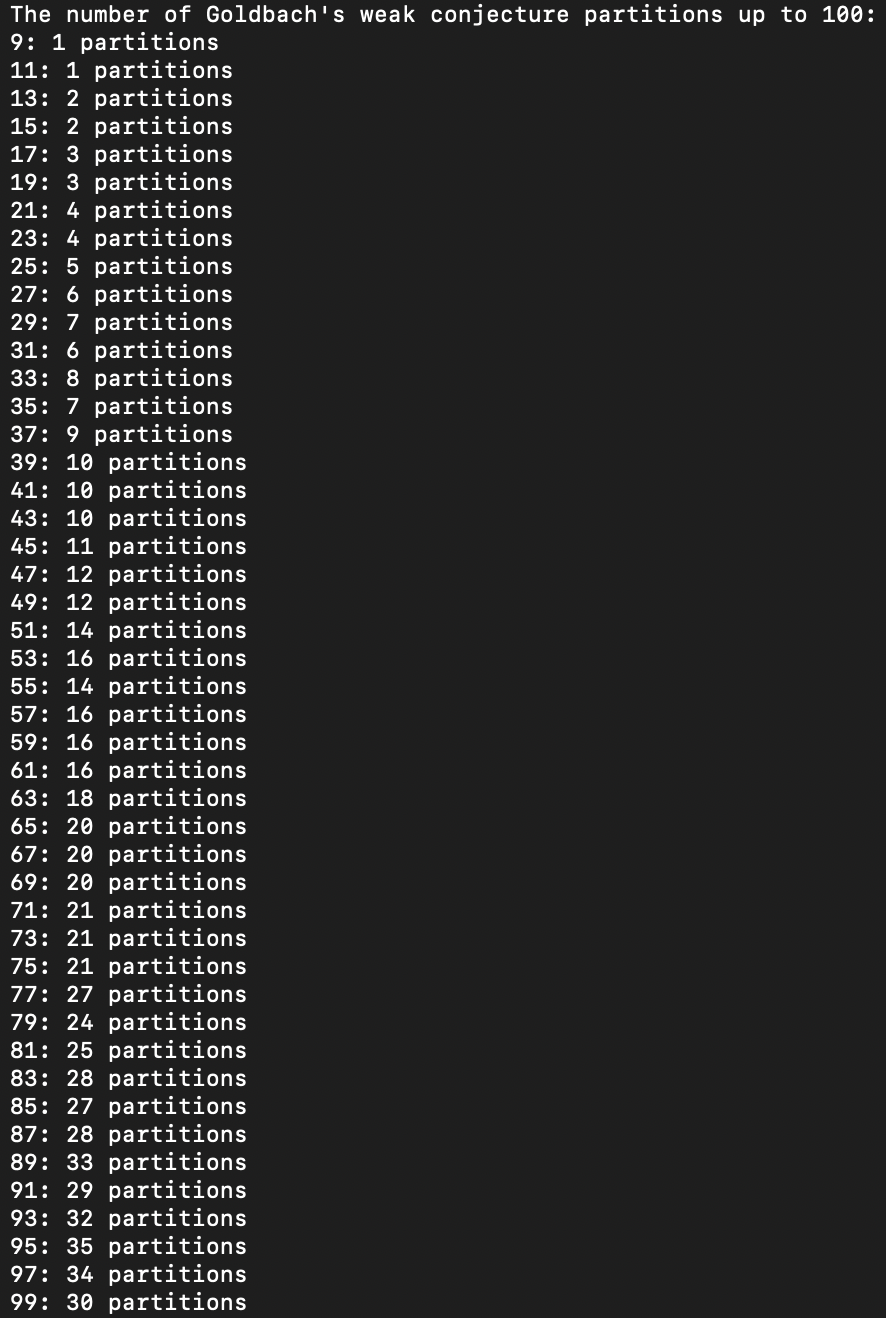 The number of Goldbach's weak conjecture partitions up to 100:
9: 1 partitions
11: 1 partitions
13: 2 partitions
15: 2 partitions
17: 3 partitions
19: 3 partitions
21: 4 partitions
23: 4 partitions
25: 5 partitions
27: 6 partitions
29: 7 partitions
31: 6 partitions
33: 8 partitions
35: 7 partitions
37: 9 partitions
39: 10 partitions
41: 10 partitions
43: 10 partitions
45: 11 partitions
47: 12 partitions
49: 12 partitions
51: 14 partitions
53: 16 partitions
55: 14 partitions
57: 16 partitions
59: 16 partitions
61: 16 partitions
63: 18 partitions
65: 20 partitions
67: 20 partitions
69: 20 partitions
71: 21 partitions
73: 21 partitions
75: 21 partitions
77: 27 partitions
79: 24 partitions
81: 25 partitions
83: 28 partitions
85: 27 partitions
87: 28 partitions
89: 33 partitions
91: 29 partitions
93: 32 partitions
95: 35 partitions
97: 34 partitions
99: 30 partitions